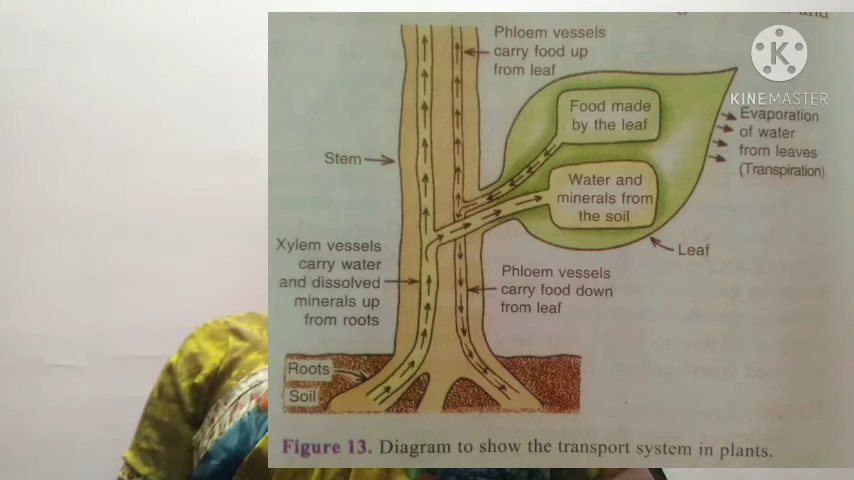 and
Phloem vessels
carry food up
from leaf
K
KINEMASTER
Food made
by the leaf
Evaporation
of water
from leaves
(Transpiration)
Stem
Water and
minerals from
the soil
Leaf
Xylem vessels
carry water
and dissolved
minerals up
from roots
Phloem vessels
carry food down
from leaf
Roots
Soil
Figure 13. Diagram to show the transport system in plants.